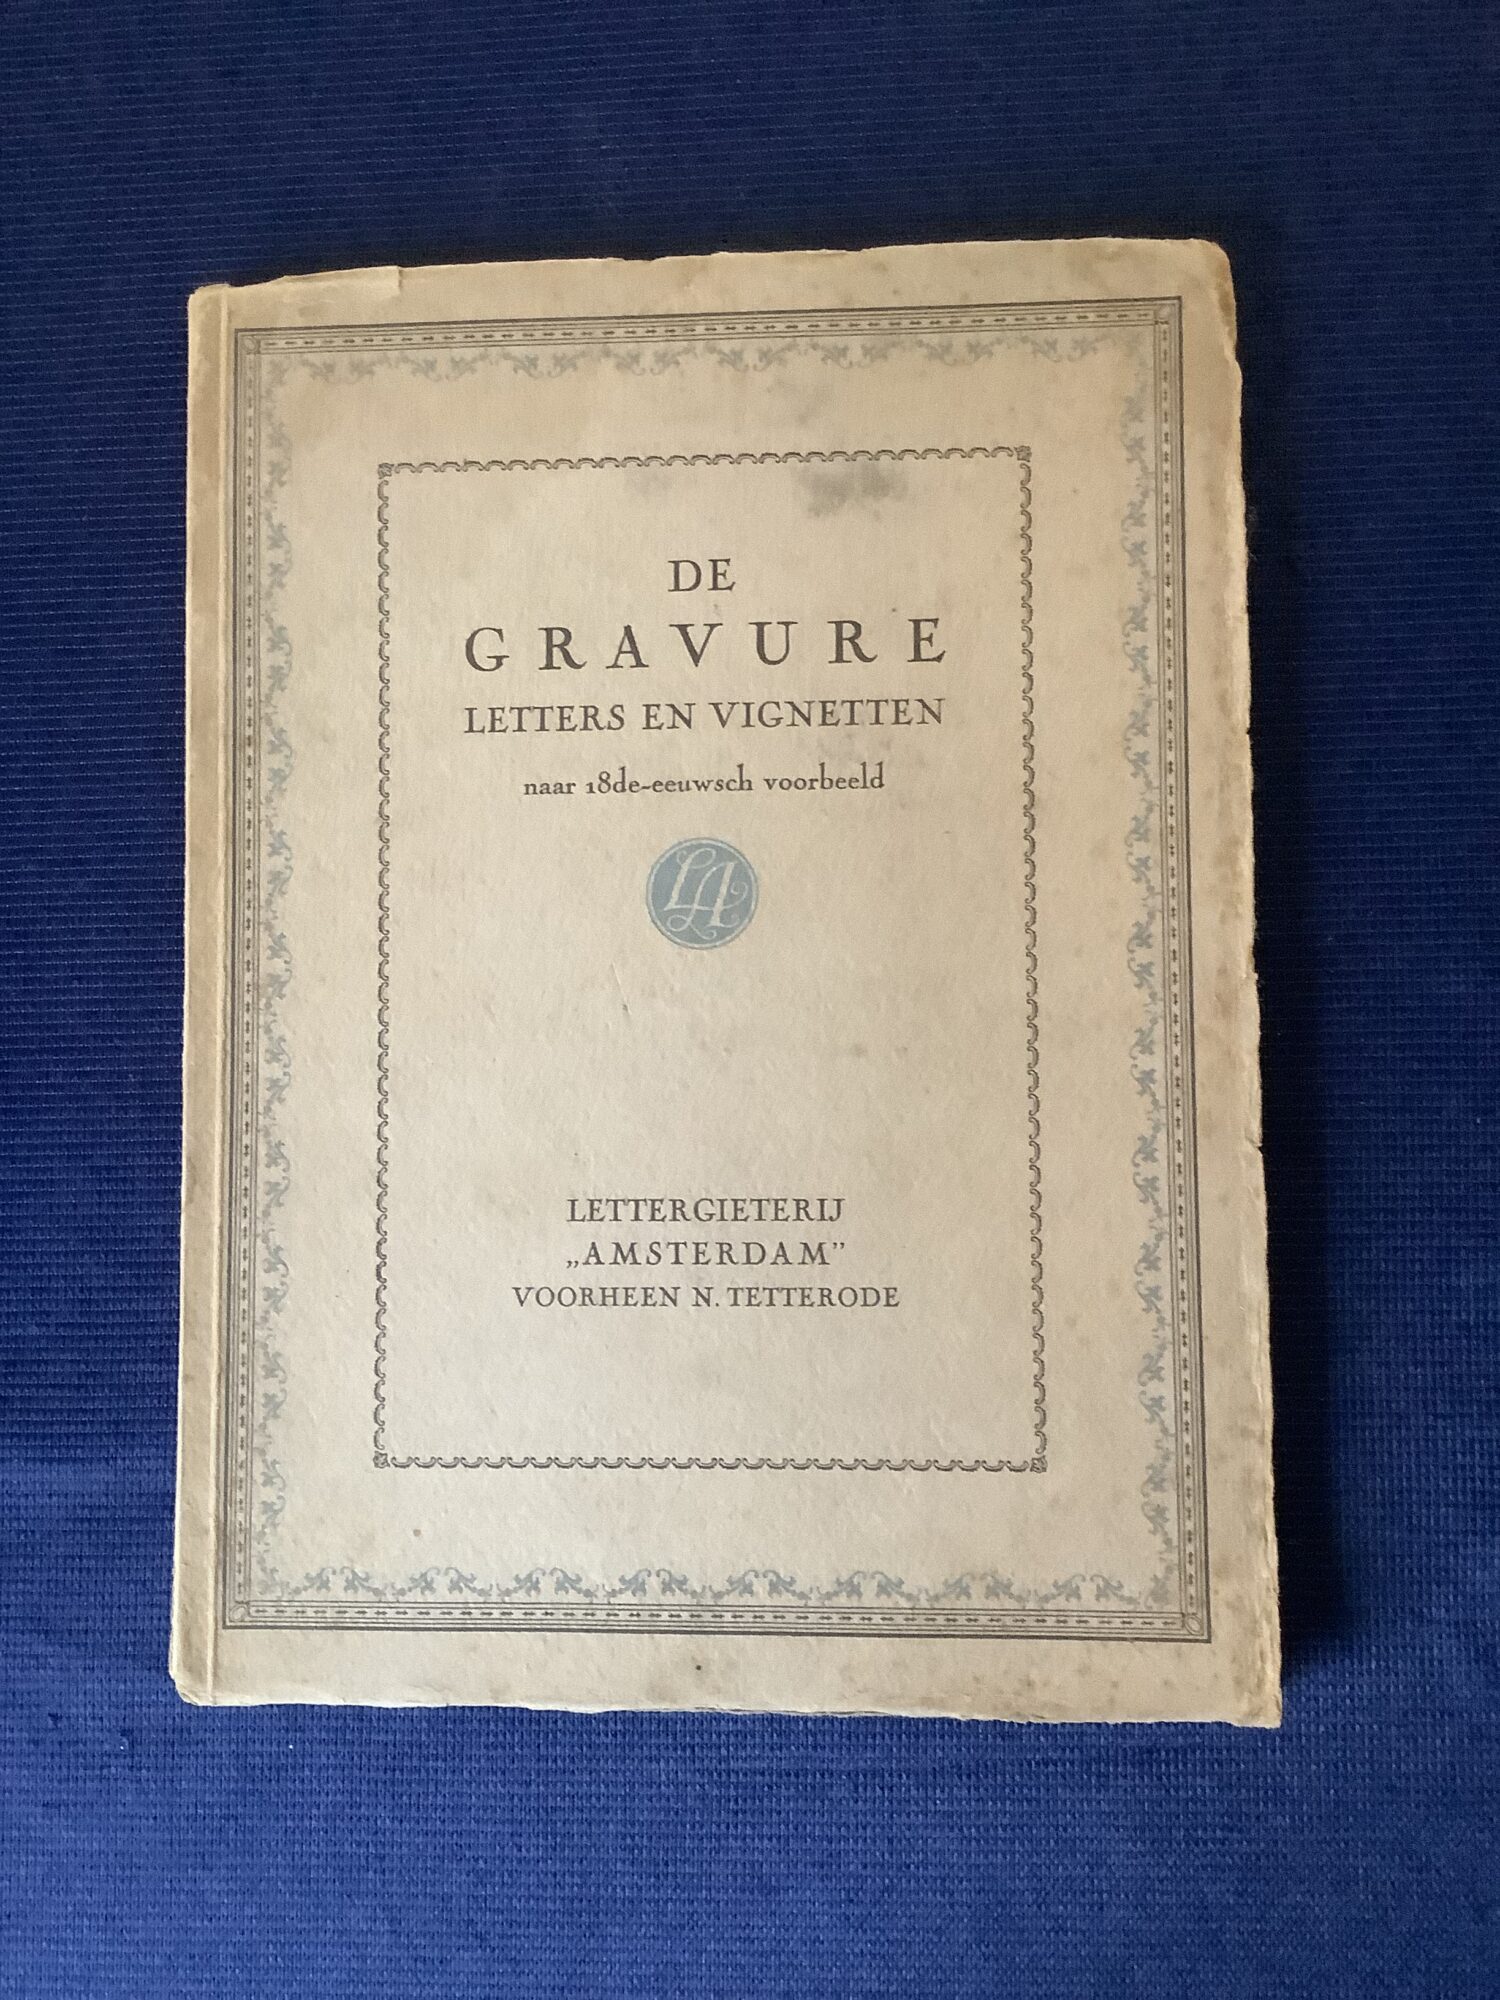 DE
GRAVURE
LETTERS EN VIGNETTEN
naar 18de-eeuwsch voorbeeld
LA
LETTERGIETERIJ
„AMSTERDAM”
VOORHEEN N. TETTERODE